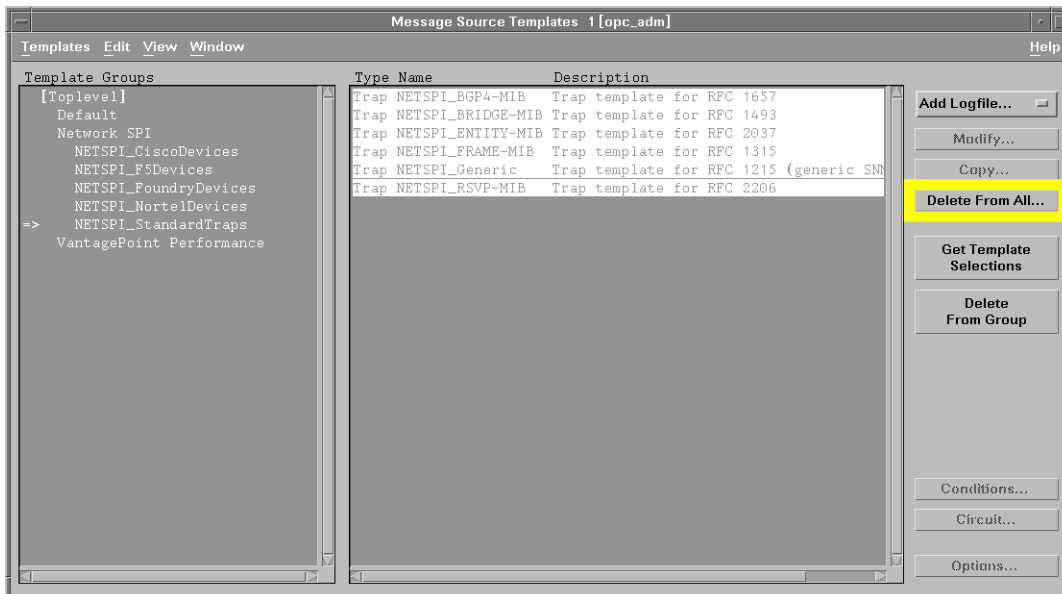 Message Source Templates 1 [opc_adm]
Templates Edit View Window Help
Template Groups
[Toplevel]
Default
Network SPI
NETSPI_CiscoDevices
NETSPI_F5Devices
NETSPI_FoundryDevices
NETSPI_NortelDevices
=> NETSPI_StandardTraps
VantagePoint Performance
Type Name Description
Trap NETSPI_BGP4-MIB Trap template for RFC 1657
Trap NETSPI_BRIDGE-MIB Trap template for RFC 1493
Trap NETSPI_ENTITY-MIB Trap template for RFC 2037
Trap NETSPI_FRAME-MIB Trap template for RFC 1315
Trap NETSPI_Generic Trap template for RFC 1215 (generic SNM
Trap NETSPI_RSVP-MIB Trap template for RFC 2206
Add Logfile...
Modify...
Copy...
Delete From All...
Get Template
Selections
Delete
From Group
Conditions...
Circuit...
Options...